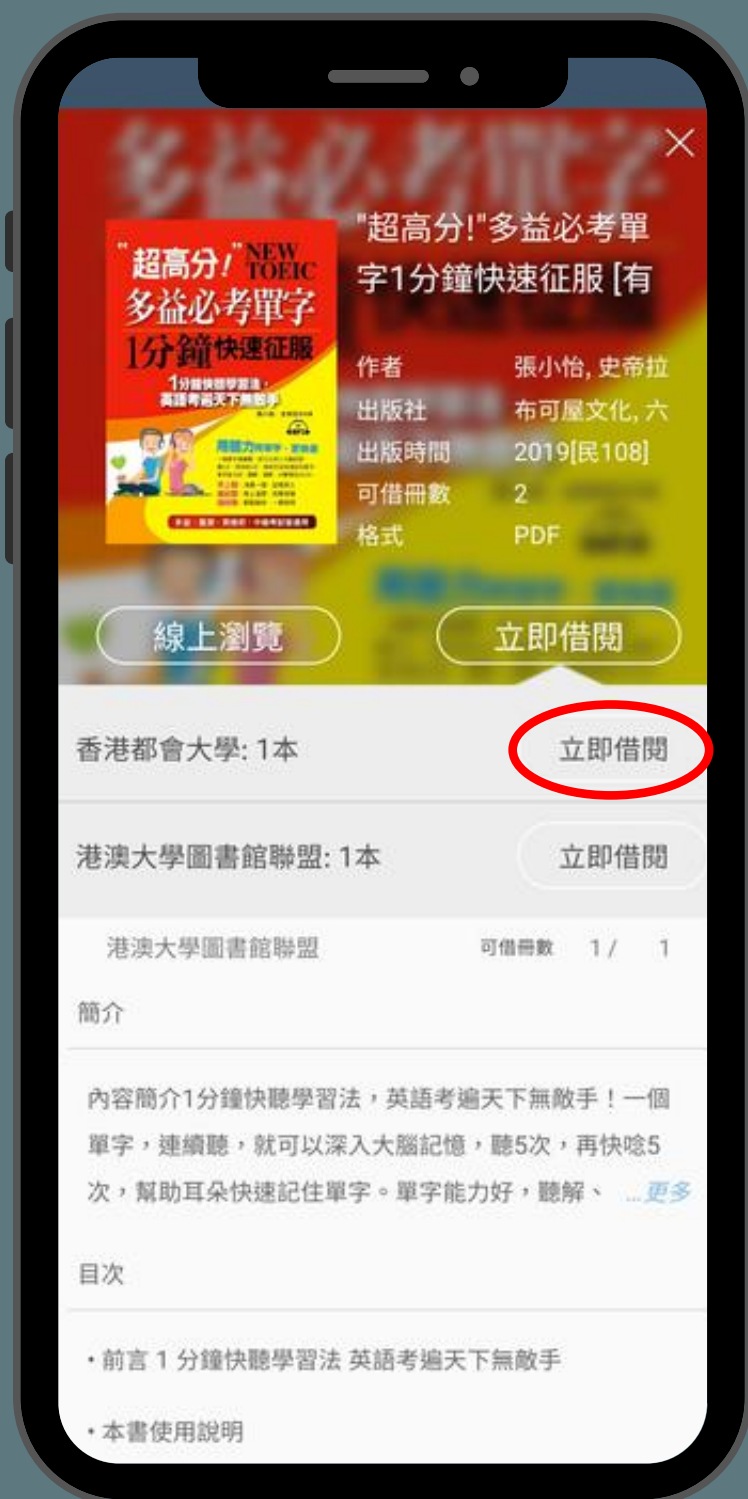 多益必考單字
"超高分!"NEW
TOEIC
多益必考單字
1分鐘快速征服
1分鐘快聽學習法，
英語考遍天下無敵手
"超高分!"多益必考單
字1分鐘快速征服 [有
作者 張小怡, 史帝拉
出版社 布可屋文化, 六
出版時間 2019[民108]
可借冊數 2
格式 PDF
線上瀏覽 立即借閱
香港都會大學: 1本 立即借閱
港澳大學圖書館聯盟: 1本 立即借閱
港澳大學圖書館聯盟 可借冊數 1 / 1
簡介
內容簡介1分鐘快聽學習法，英語考遍天下無敵手！一個
單字，連續聽，就可以深入大腦記憶，聽5次，再快唸5
次，幫助耳朵快速記住單字。單字能力好，聽解、 ...更多
目次
•前言 1 分鐘快聽學習法 英語考遍天下無敵手
•本書使用說明